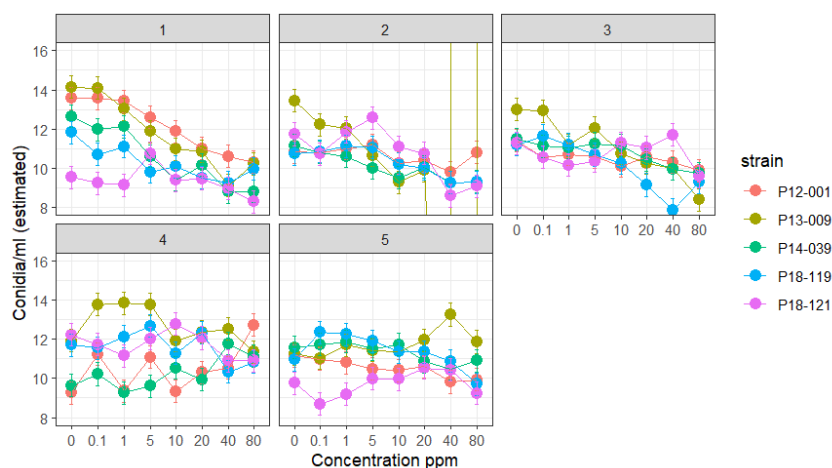 1
2
3
16
14
12
10
8
0 0.1 1 5 10 20 40 80
4
5
16
14
12
10
8
0 0.1 1 5 10 20 40 80
0 0.1 1 5 10 20 40 80
Concentration ppm
Conidia/ml (estimated)
strain
P12-001
P13-009
P14-039
P18-119
P18-121